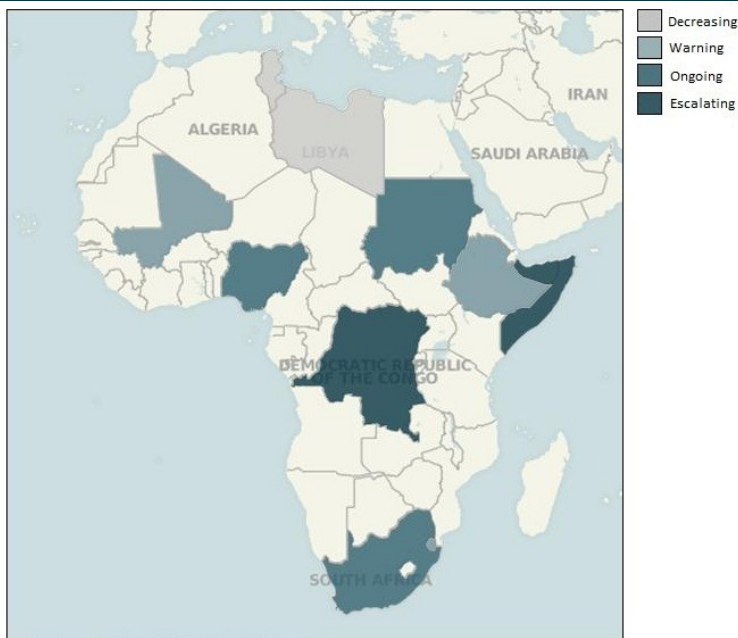 Decreasing
Warning
Ongoing
Escalating
IRAN
ALGERIA
LIBYA
SAUDI ARABIA
DEMOCRATIC REPUBLIC
OF THE CONGO
SOUTH AFRICA